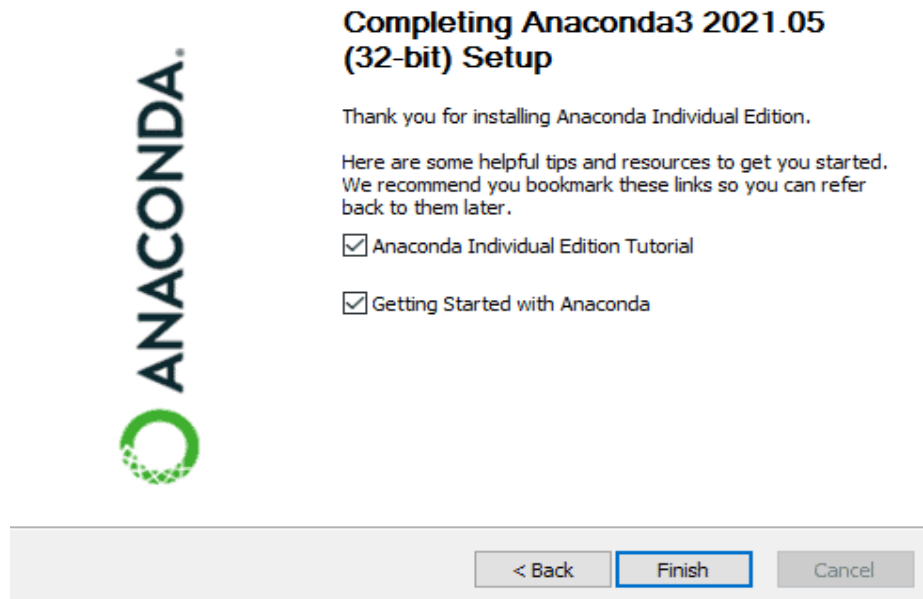 Completing Anaconda3 2021.05
(32-bit) Setup
Thank you for installing Anaconda Individual Edition.
Here are some helpful tips and resources to get you started.
We recommend you bookmark these links so you can refer
back to them later.
Anaconda Individual Edition Tutorial
Getting Started with Anaconda
ANACONDA.
< Back
Finish
Cancel